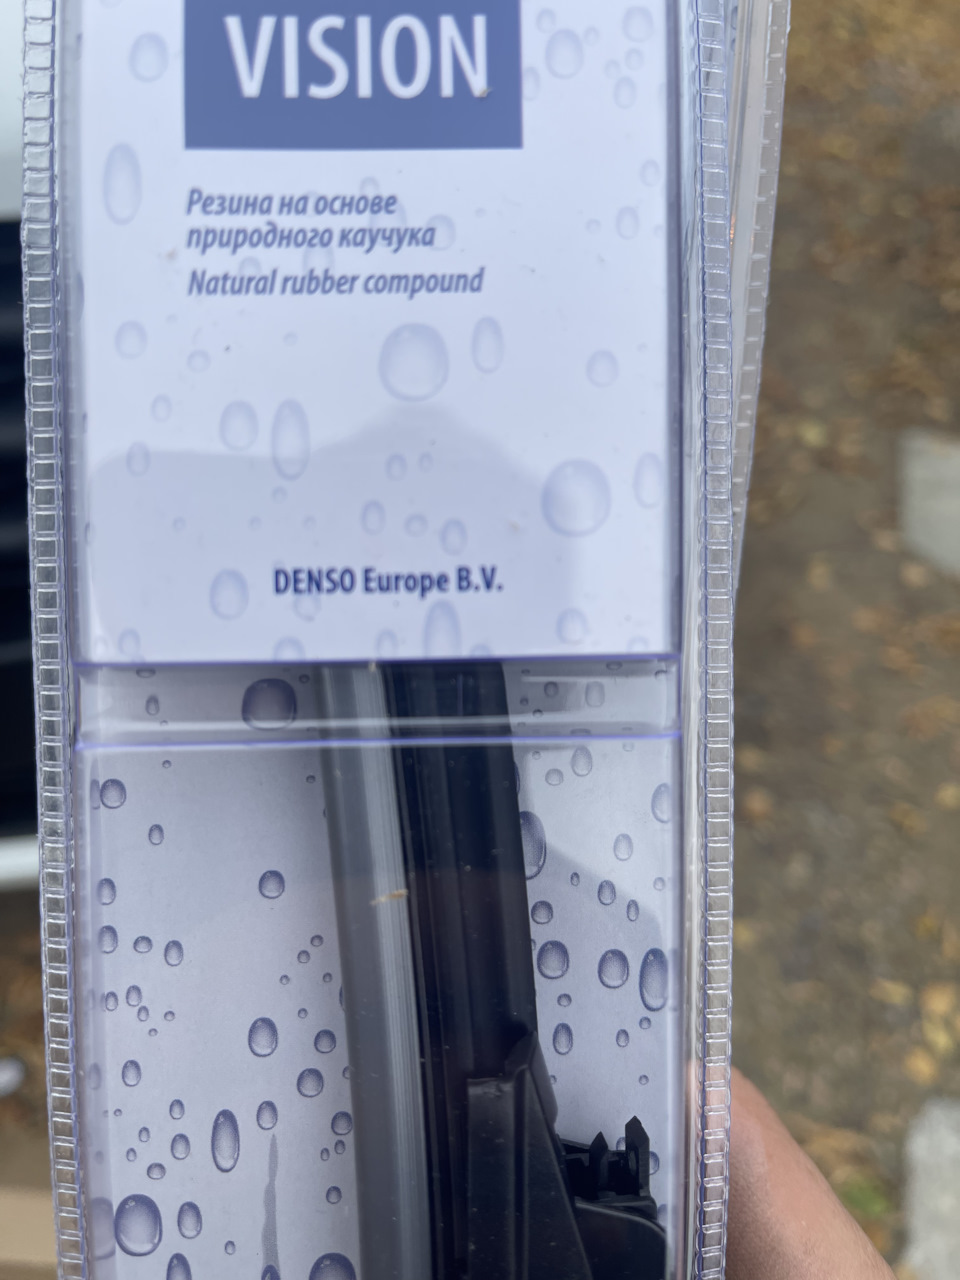 VISION
Резина на основе
природного каучука
Natural rubber compound
DENSO Europe B.V.